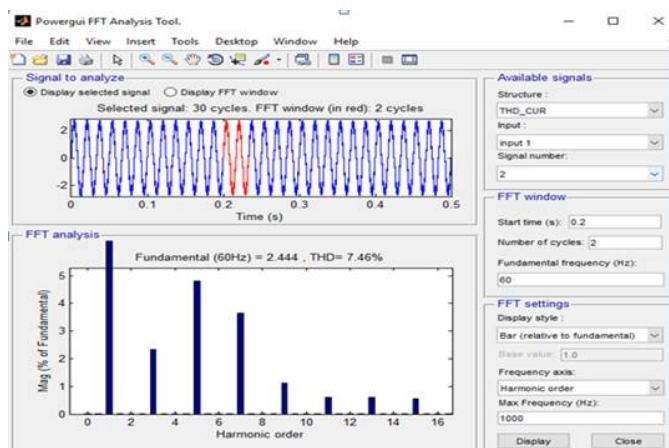 Powergui FFT Analysis Tool.
File Edit View Insert Tools Desktop Window Help
Signal to analyze
Display selected signal Display FFT window
Selected signal: 30 cycles. FFT window (in red): 2 cycles
2
0
-2
0 0.1 0.2 0.3 0.4 0.5
Time (s)
FFT analysis
Fundamental (60Hz) = 2.444 , THD= 7.46%
Mag (% of Fundamental)
5
4
3
2
1
0
0 2 4 6 8 10 12 14 16
Harmonic order
Available signals
Structure :
THD_CUR
Input :
input 1
Signal number:
2
FFT window
Start time (s): 0.2
Number of cycles: 2
Fundamental frequency (Hz):
60
FFT settings
Display style :
Bar (relative to fundamental)
Base value: 1.0
Frequency axis:
Harmonic order
Max Frequency (Hz):
1000
Display Close